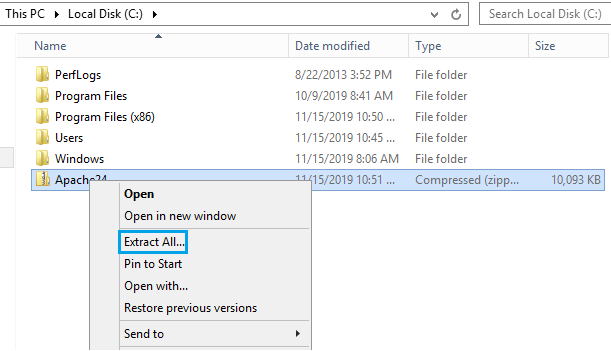 This PC Local Disk (C:) Search Local Disk (C:)
Name Date modified Type Size
PerfLogs 8/22/2013 3:52 PM File folder
Program Files 10/9/2019 8:41 AM File folder
Program Files (x86) 11/15/2019 10:50 ... File folder
Users 11/15/2019 10:45 ... File folder
Windows 11/15/2019 8:06 AM File folder
Apache24 11/15/2019 10:51 ... Compressed (zipp... 10,093 KB
Open
Open in new window
Extract All...
Pin to Start
Open with...
Restore previous versions
Send to